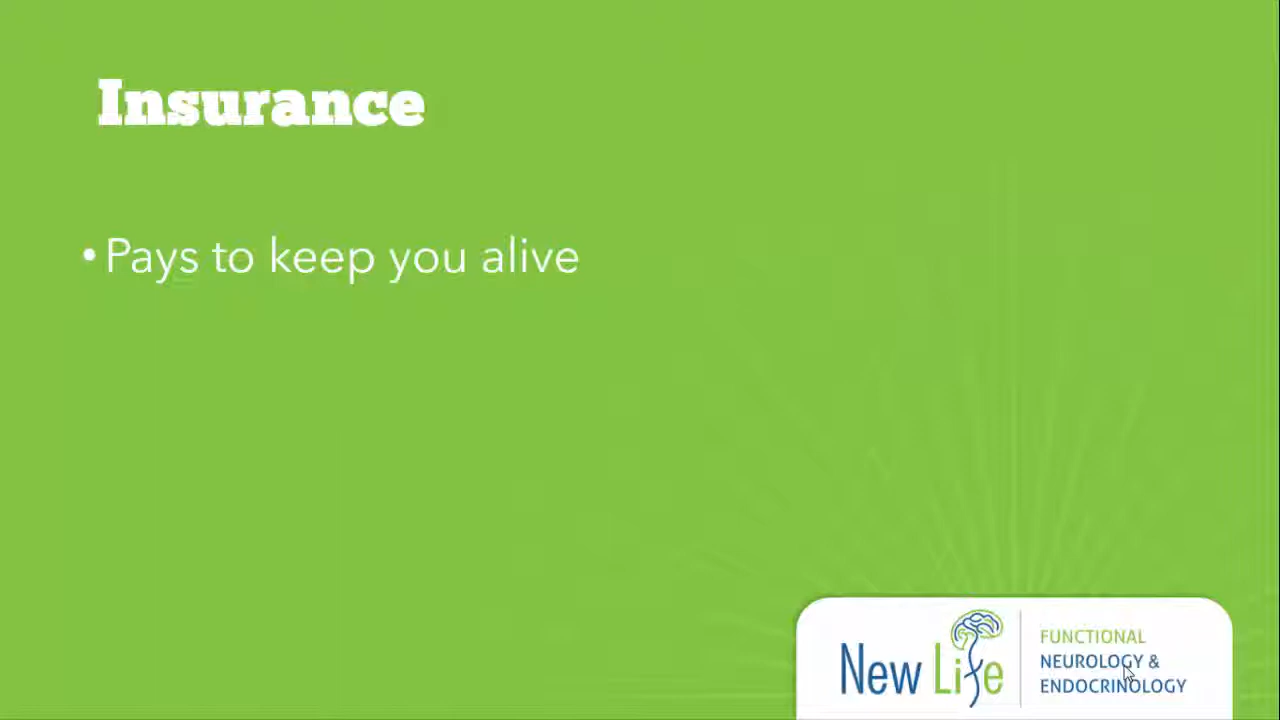 Insurance
• Pays to keep you alive
New Life
FUNCTIONAL
NEUROLOGY &
ENDOCRINOLOGY